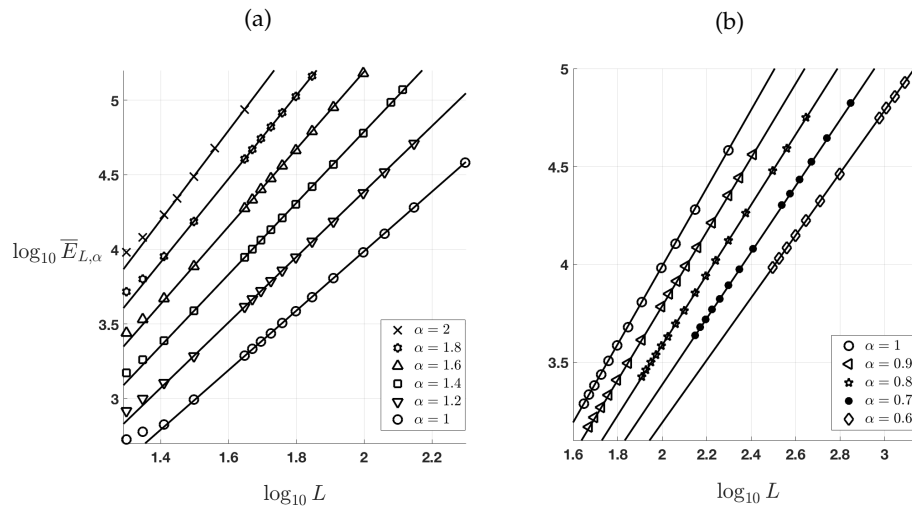 (a)
5
4.5
4
3.5
3
1.4
1.6
1.8
2
2.2
log₁₀ L
log₁₀ E̅_{L,α}
α = 2
α = 1.8
α = 1.6
α = 1.4
α = 1.2
α = 1
(b)
5
4.5
4
3.5
1.6
1.8
2
2.2
2.4
2.6
2.8
3
log₁₀ L
α = 1
α = 0.9
α = 0.8
α = 0.7
α = 0.6